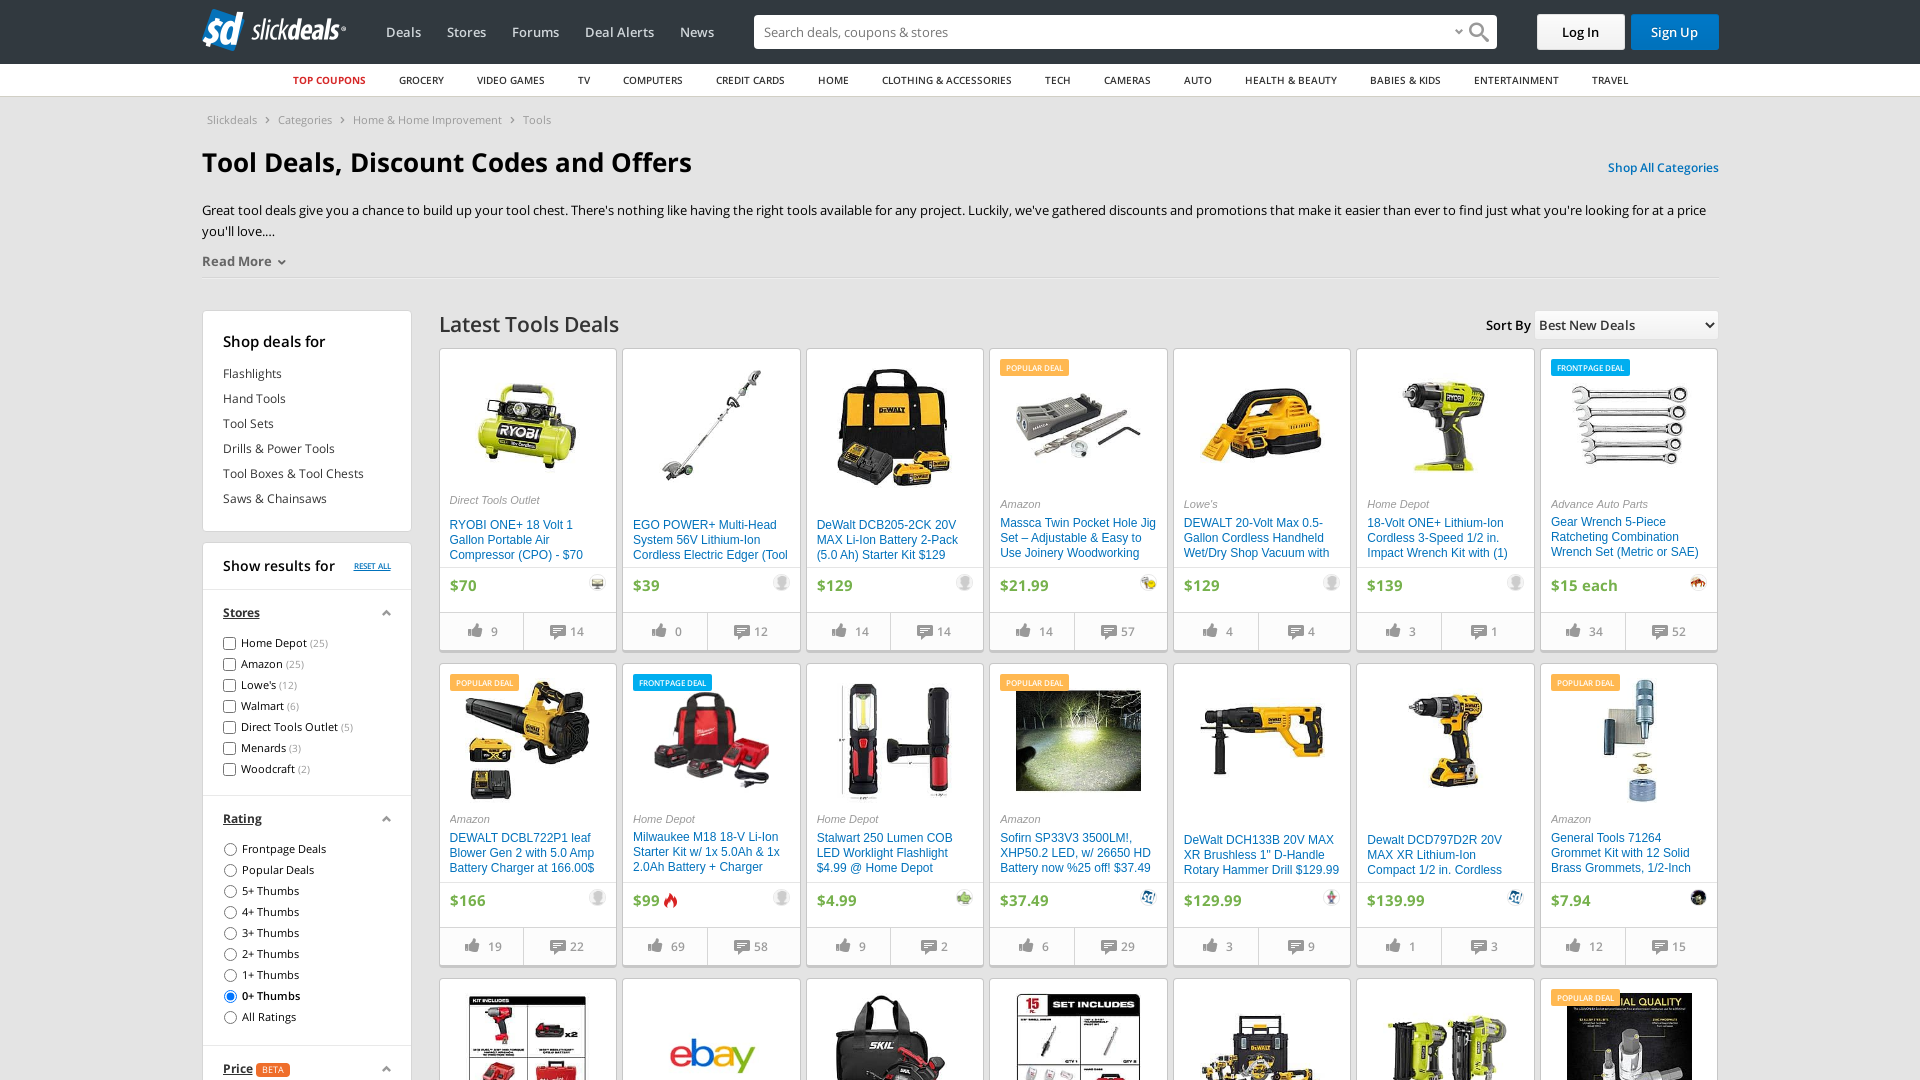 slickdeals
Deals
Stores
Forums
Deal Alerts
News
Search deals, coupons & stores
Log In
Sign Up
TOP COUPONS
GROCERY
VIDEO GAMES
TV
COMPUTERS
CREDIT CARDS
HOME
CLOTHING & ACCESSORIES
TECH
CAMERAS
AUTO
HEALTH & BEAUTY
BABIES & KIDS
ENTERTAINMENT
TRAVEL
Slickdeals > Categories > Home & Home Improvement > Tools
Tool Deals, Discount Codes and Offers
Shop All Categories
Great tool deals give you a chance to build up your tool chest. There's nothing like having the right tools available for any project. Luckily, we've gathered discounts and promotions that make it easier than ever to find just what you're looking for at a price
you'll love....
Read More
Shop deals for
Flashlights
Hand Tools
Tool Sets
Drills & Power Tools
Tool Boxes & Tool Chests
Saws & Chainsaws
Show results for
RESET ALL
Stores
Home Depot (25)
Amazon (25)
Lowe's (12)
Walmart (6)
Direct Tools Outlet (5)
Menards (3)
Woodcraft (2)
Rating
Frontpage Deals
Popular Deals
5+ Thumbs
4+ Thumbs
3+ Thumbs
2+ Thumbs
1+ Thumbs
0+ Thumbs
All Ratings
Price BETA
Latest Tools Deals
Sort By
Best New Deals
RYOBI
Direct Tools Outlet
RYOBI ONE+ 18 Volt 1
Gallon Portable Air
Compressor (CPO) - $70
$70
9
14
EGO POWER+ Multi-Head
System 56V Lithium-Ion
Cordless Electric Edger (Tool
$39
0
12
DEWALT
DeWalt DCB205-2CK 20V
MAX Li-Ion Battery 2-Pack
(5.0 Ah) Starter Kit $129
$129
14
14
POPULAR DEAL
Amazon
Massca Twin Pocket Hole Jig
Set – Adjustable & Easy to
Use Joinery Woodworking
$21.99
14
57
Lowe's
DEWALT 20-Volt Max 0.5-
Gallon Cordless Handheld
Wet/Dry Shop Vacuum with
$129
4
4
RYOBI
Home Depot
18-Volt ONE+ Lithium-Ion
Cordless 3-Speed 1/2 in.
Impact Wrench Kit with (1)
$139
3
1
FRONTPAGE DEAL
Advance Auto Parts
Gear Wrench 5-Piece
Ratcheting Combination
Wrench Set (Metric or SAE)
$15 each
34
52
POPULAR DEAL
Amazon
DEWALT DCBL722P1 leaf
Blower Gen 2 with 5.0 Amp
Battery Charger at 166.00$
$166
19
22
FRONTPAGE DEAL
Home Depot
Milwaukee M18 18-V Li-Ion
Starter Kit w/ 1x 5.0Ah & 1x
2.0Ah Battery + Charger
$99
69
58
Home Depot
Stalwart 250 Lumen COB
LED Worklight Flashlight
$4.99 @ Home Depot
$4.99
9
2
POPULAR DEAL
Amazon
Sofirn SP33V3 3500LM!,
XHP50.2 LED, w/ 26650 HD
Battery now %25 off! $37.49
$37.49
6
29
DeWalt DCH133B 20V MAX
XR Brushless 1" D-Handle
Rotary Hammer Drill $129.99
$129.99
3
9
Dewalt DCD797D2R 20V
MAX XR Lithium-Ion
Compact 1/2 in. Cordless
$139.99
1
3
POPULAR DEAL
Amazon
General Tools 71264
Grommet Kit with 12 Solid
Brass Grommets, 1/2-Inch
$7.94
12
15
KIT INCLUDES
x2
ebay
SKIL
15 SET INCLUDES
QTY 1
QTY 2
DEWALT
POPULAR DEAL
IAL QUALITY